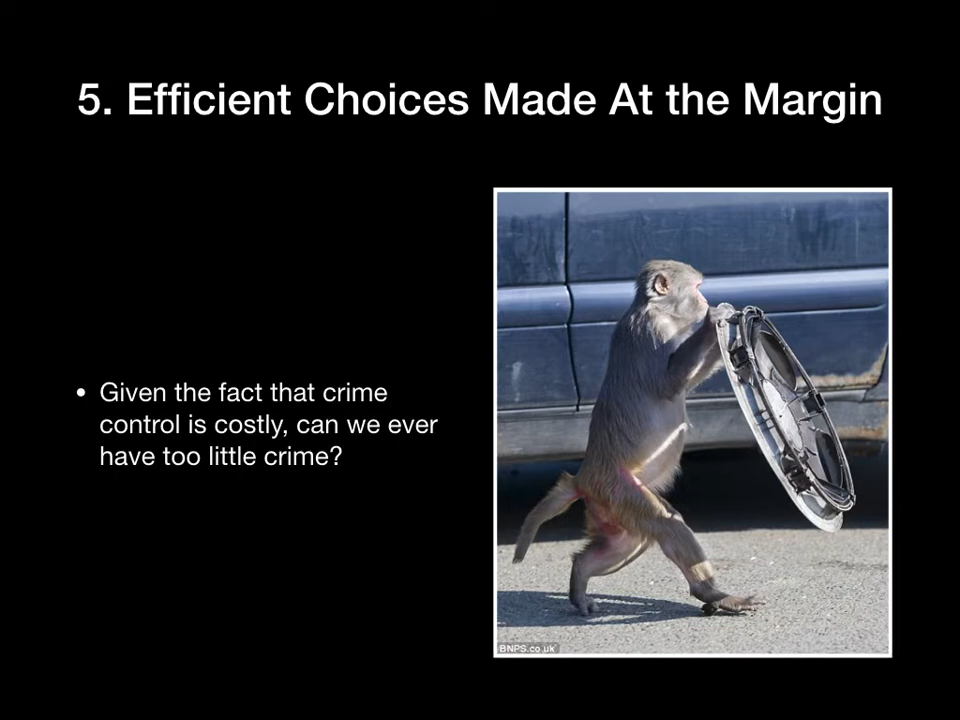 5. Efficient Choices Made At the Margin
• Given the fact that crime
control is costly, can we ever
have too little crime?
BNPS.co.uk